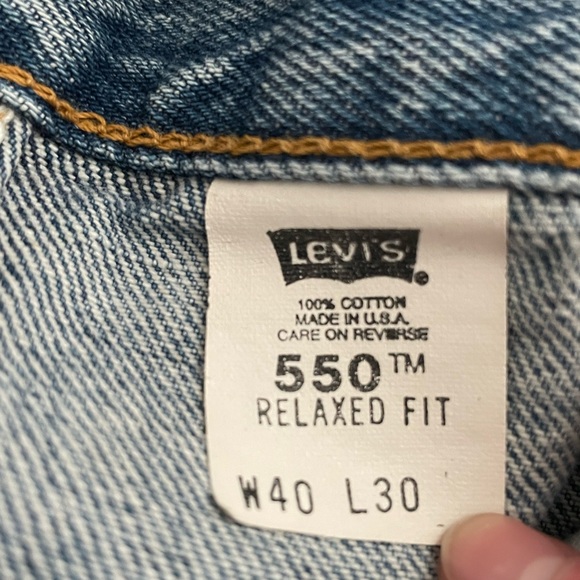 LEVI'S®
100% COTTON
MADE IN U.S.A.
CARE ON REVERSE
550™
RELAXED FIT
W40 L30